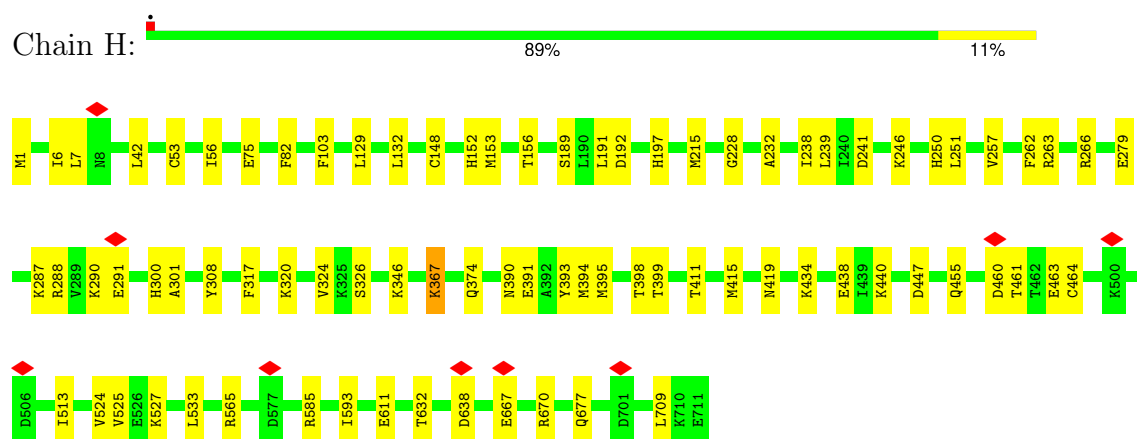 Chain H:
•
89% 11%
M1 I6 L7 N8 L42 C53 I56 E75 F82 F103 L129 L132 C148 H152 M153 T156 S189 L190 L191 D192 H197 M215 G228 A232 I238 L239 I240 D241 K246 H250 L251 V257 F262 R263 R266 E279
K287 R288 V289 K290 E291 H300 A301 Y308 F317 K320 V324 K325 S326 K346 K367 Q374 N390 E391 A392 Y393 M394 M395 T398 T399 T411 M415 N419 K434 E438 I439 K440 D447 Q455 D460 T461 T462 E463 C464 K500
D506 I513 V524 V525 E526 K527 L533 R565 D577 R585 I593 E611 T632 D638 E667 R670 Q677 D701 L709 K710 E711